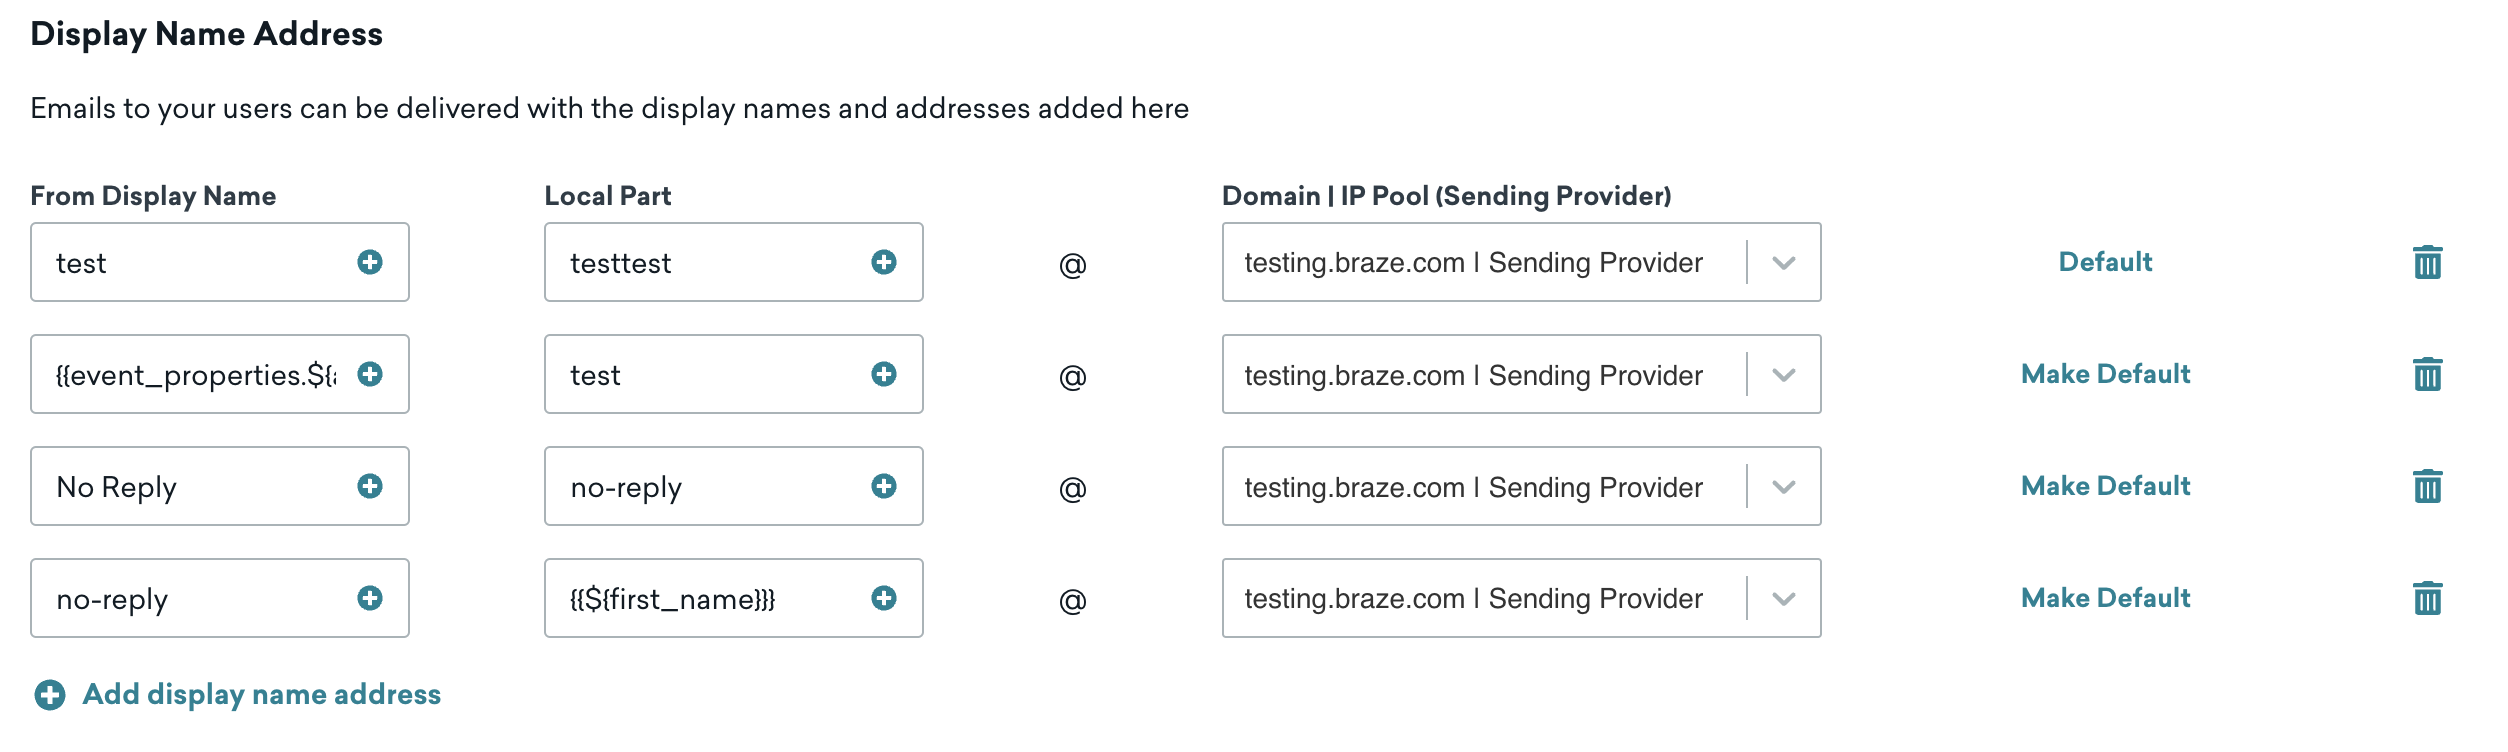 Display Name Address
Emails to your users can be delivered with the display names and addresses added here
From Display Name Local Part Domain | IP Pool (Sending Provider)
test testtest @ testing.braze.com | Sending Provider Default
{{event_properties.${ test @ testing.braze.com | Sending Provider Make Default
No Reply no-reply @ testing.braze.com | Sending Provider Make Default
no-reply {{${first_name}}} @ testing.braze.com | Sending Provider Make Default
Add display name address